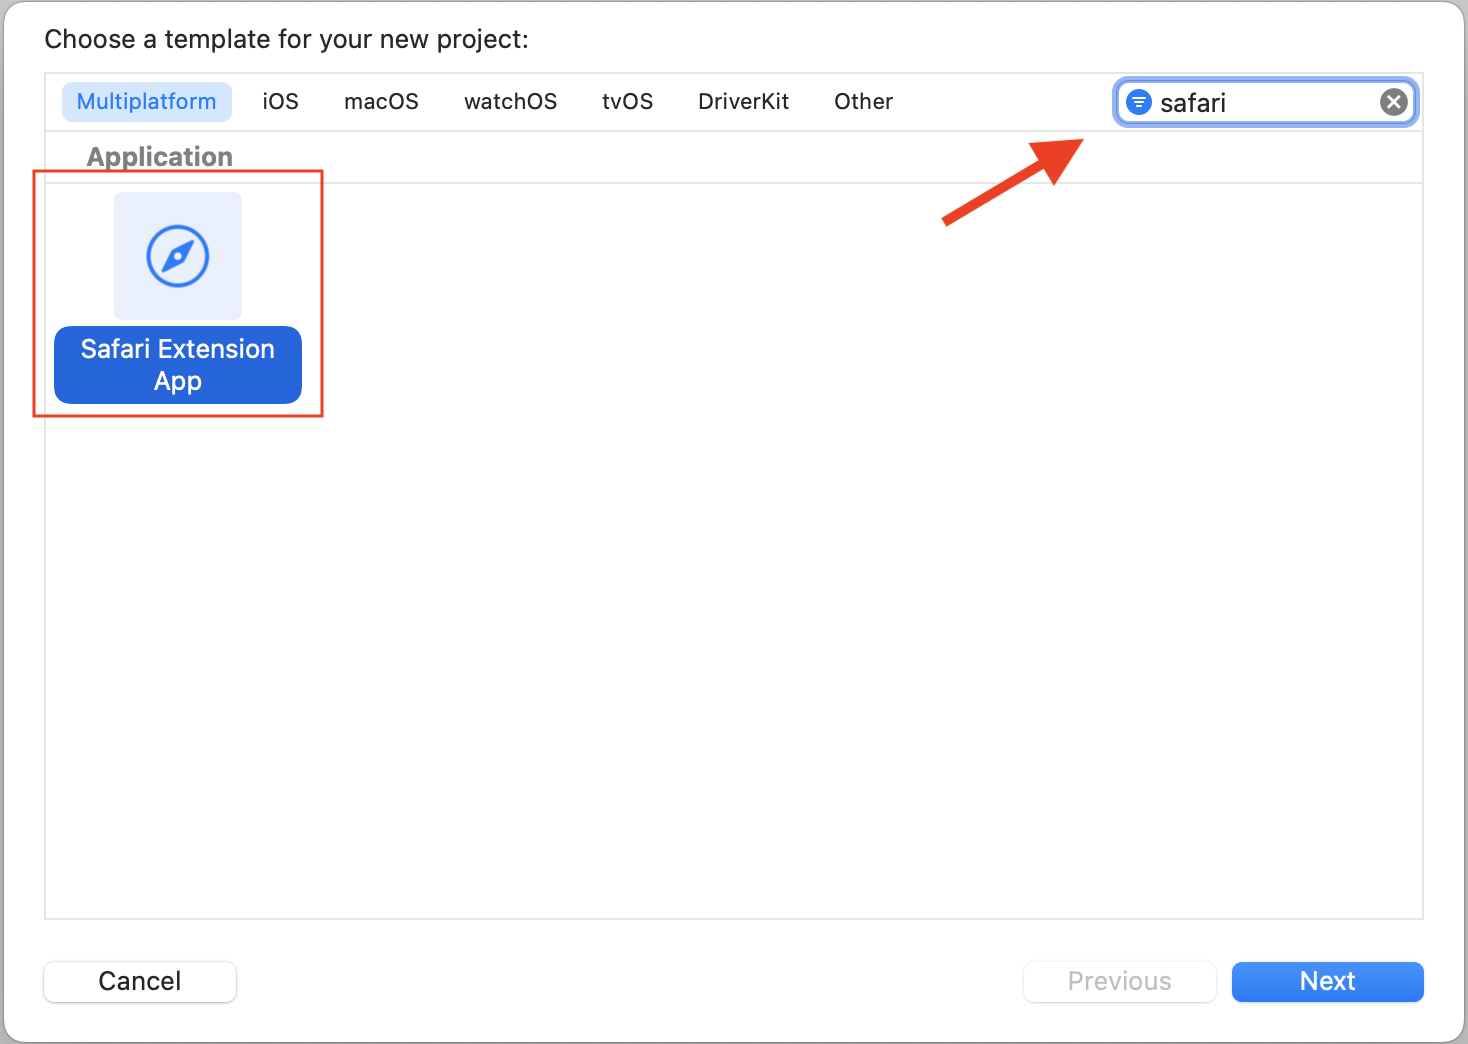 Choose a template for your new project:
Multiplatform iOS macOS watchOS tvOS DriverKit Other safari
Application
Safari Extension
App
Cancel Previous Next